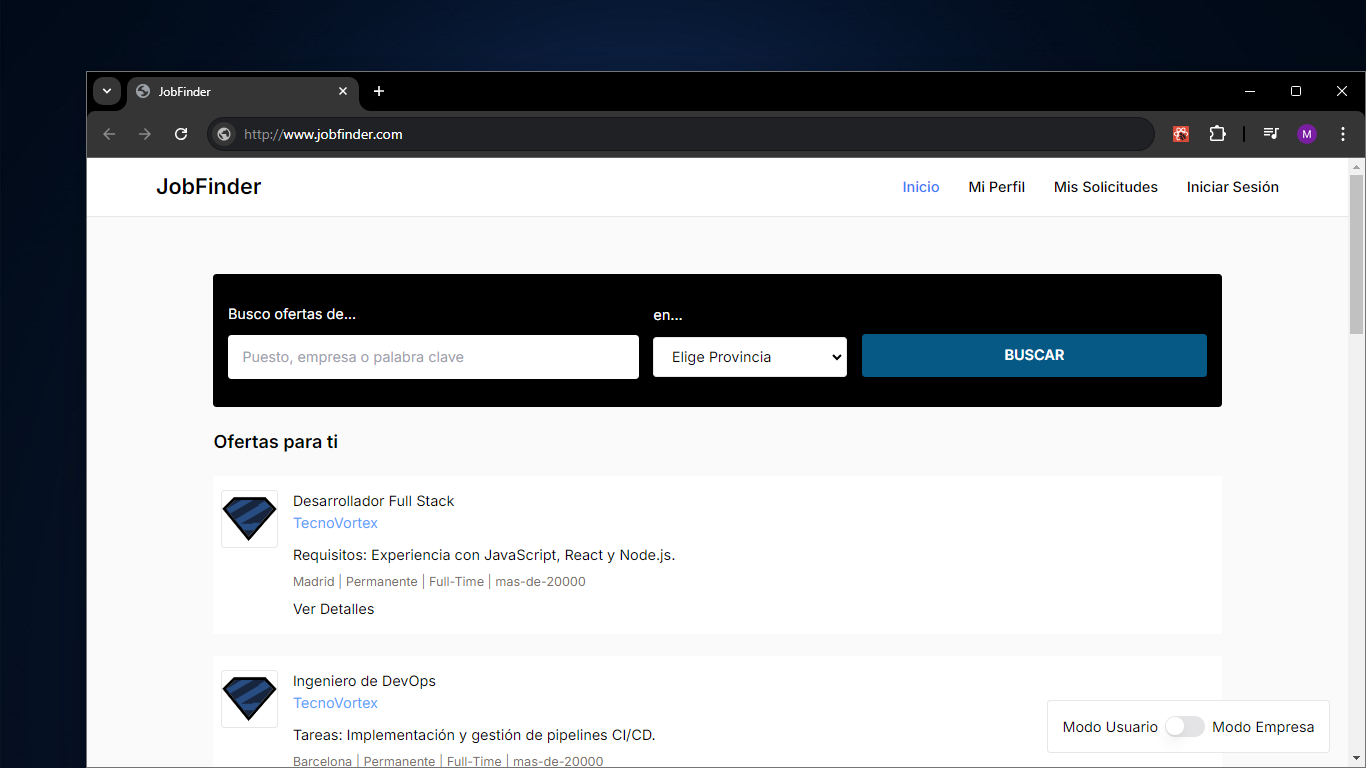 JobFinder
http://www.jobfinder.com
M
JobFinder
Inicio Mi Perfil Mis Solicitudes Iniciar Sesión
Busco ofertas de... en...
Puesto, empresa o palabra clave Elige Provincia BUSCAR
Ofertas para ti
Desarrollador Full Stack
TecnoVortex
Requisitos: Experiencia con JavaScript, React y Node.js.
Madrid | Permanente | Full-Time | mas-de-20000
Ver Detalles
Ingeniero de DevOps
TecnoVortex
Modo Usuario Modo Empresa
Tareas: Implementación y gestión de pipelines CI/CD.
Barcelona | Permanente | Full-Time | mas-de-20000